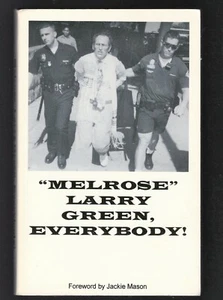 “MELROSE”
LARRY
GREEN,
EVERYBODY!
Foreword by Jackie Mason